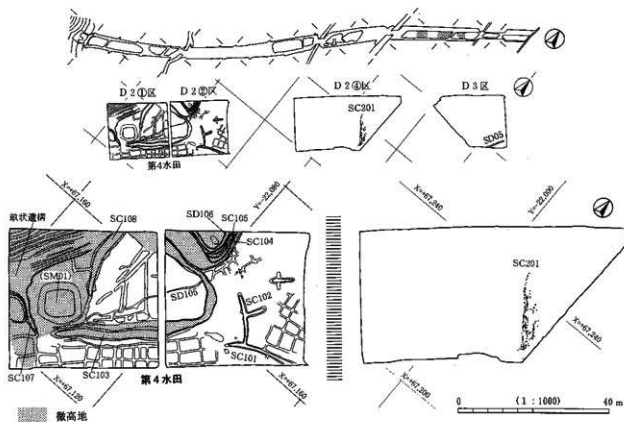 D2①区
D2②区
D2④区
D3区
SC201
SD05
第4水田
X=+67,160
Y=-22,080
X=+67,240
Y=-22,000
畝状遺構
SC108
SD106
SC105
SC104
(SM01)
SD105
SC102
SC101
SC201
X=+67,240
SC107
X=+67,120
SC103
第4水田
X=+67,160
X=+67,200
微高地
0 (1:1000) 40m